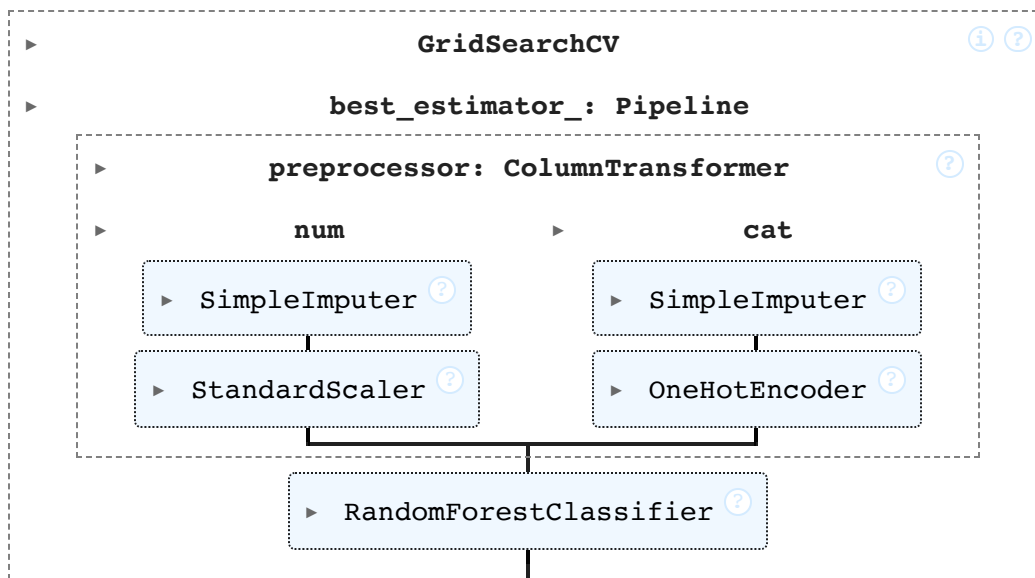 ▸ GridSearchCV i ?
▸ best_estimator_: Pipeline
▸ preprocessor: ColumnTransformer ?
▸ num ▸ cat
▸ SimpleImputer ? ▸ SimpleImputer ?
▸ StandardScaler ? ▸ OneHotEncoder ?
▸ RandomForestClassifier ?